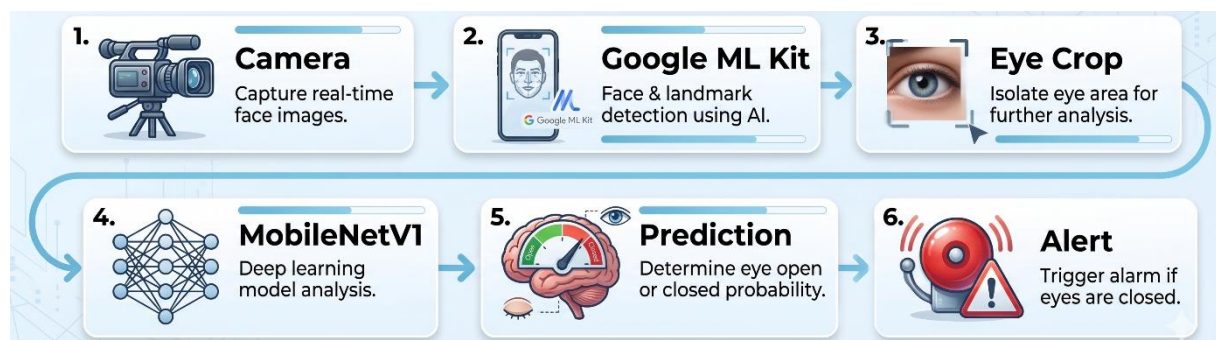 1.
Camera
Capture real-time
face images.
2.
Google ML Kit
Google ML Kit
Face & landmark
detection using AI.
3.
Eye Crop
Isolate eye area for
further analysis.
4.
MobileNetV1
Deep learning
model analysis.
5.
Open
Closed
Prediction
Determine eye open
or closed probability.
6.
Alert
Trigger alarm if
eyes are closed.